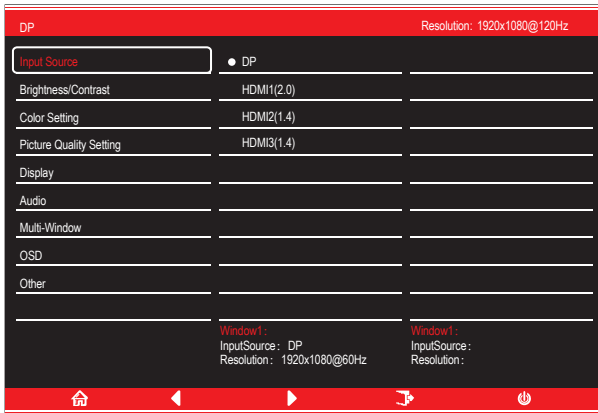 DP Resolution: 1920x1080@120Hz
Input Source DP
Brightness/Contrast HDMI1(2.0)
Color Setting HDMI2(1.4)
Picture Quality Setting HDMI3(1.4)
Display
Audio
Multi-Window
OSD
Other
Window1: Window1:
InputSource: DP InputSource:
Resolution: 1920x1080@60Hz Resolution: